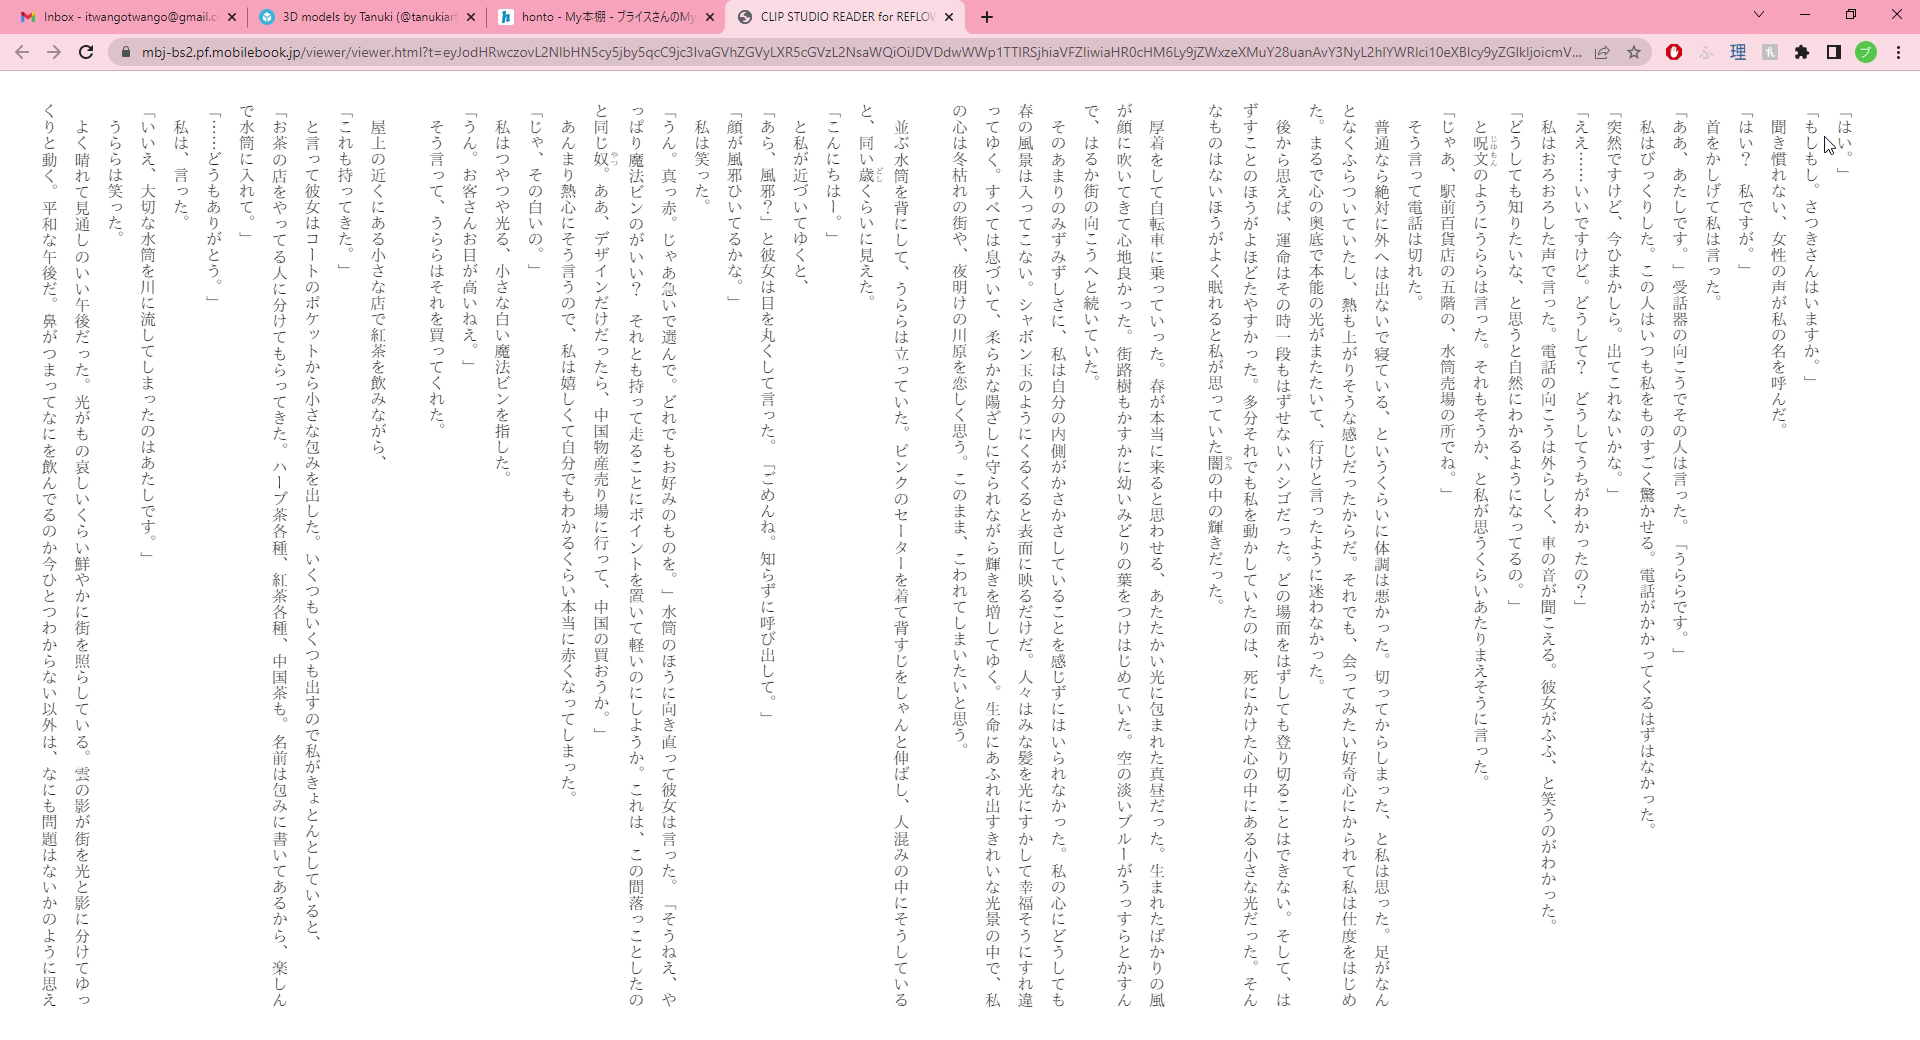 Inbox - itwangotwango@gmail.c
3D models by Tanuki (@tanukiart
honto - My本棚 - ブライスさんのMy
CLIP STUDIO READER for REFLOW
「はい。」
「もしもし。さつきさんはいますか。」
聞き慣れない、女性の声が私の名を呼んだ。
「はい?　私ですが。」
首をかしげて私は言った。
「ああ、あたしです。」受話器の向こうでその人は言った。「うららです。」
私はびっくりした。この人はいつも私をものすごく驚かせる。電話がかかってくるはずはなかった。
「突然ですけど、今ひまかしら。出てこれないかな。」
「ええ……いいですけど。どうして?　どうしてうちがわかったの?」
私はおろおろした声で言った。電話の向こうは外らしく、車の音が聞こえる。彼女がふふ、と笑うのがわかった。
「どうしても知りたいな、と思うと自然にわかるようになってるの。」
と呪文のようにうららは言った。それもそうか、と私が思うくらいあたりまえそうに言った。
じゅもん
「じゃあ、駅前百貨店の五階の、水筒売場の所でね。」
そう言って電話は切れた。
普通なら絶対に外へは出ないで寝ている、というくらいに体調は悪かった。切ってからしまった、と私は思った。足がなん
となくふらついていたし、熱も上がりそうな感じだったからだ。それでも、会ってみたい好奇心にかられて私は仕度をはじめ
た。まるで心の奥底で本能の光がまたたいて、行けと言ったように迷わなかった。
後から思えば、運命はその時一段もはずせないハシゴだった。どの場面をはずしても登り切ることはできない。そして、は
ずすことのほうがよほどたやすかった。多分それでも私を動かしていたのは、死にかけた心の中にある小さな光だった。そん
なものはないほうがよく眠れると私が思っていた闇の中の輝きだった。
やみ
厚着をして自転車に乗っていった。春が本当に来ると思わせる、あたたかい光に包まれた真昼だった。生まれたばかりの風
が顔に吹いてきて心地良かった。街路樹もかすかに幼いみどりの葉をつけはじめていた。空の淡いブルーがうっすらとかすん
で、はるか街の向こうへと続いていた。
そのあまりのみずみずしさに、私は自分の内側がかさかさしていることを感じずにはいられなかった。私の心にどうしても
春の風景は入ってこない。シャボン玉のようにくるくると表面に映るだけだ。人々はみな髪を光にすかして幸福そうにすれ違
ってゆく。すべては息づいて、柔らかな陽ざしに守られながら輝きを増してゆく。生命にあふれ出すきれいな光景の中で、私
の心は冬枯れの街や、夜明けの川原を恋しく思う。このまま、こわれてしまいたいと思う。
並ぶ水筒を背にして、うららは立っていた。ピンクのセーターを着て背すじをしゃんと伸ばし、人混みの中にそうしている
と、同い歳くらいに見えた。
どし
「こんにちはー。」
と私が近づいてゆくと、
「あら、風邪?」と彼女は目を丸くして言った。「ごめんね。知らずに呼び出して。」
「顔が風邪ひいてるかな。」
私は笑った。
「うん。真っ赤。じゃあ急いで選んで。どれでもお好みのものを。」水筒のほうに向き直って彼女は言った。「そうねえ、や
っぱり魔法ビンのがいい?　それとも持って走ることにポイントを置いて軽いのにしようか。これは、この間落っことしたの
と同じ奴。ああ、デザインだけだったら、中国物産売り場に行って、中国の買おうか。」
やつ
あんまり熱心にそう言うので、私は嬉しくて自分でもわかるくらい本当に赤くなってしまった。
「じゃ、その白いの。」
私はつやつや光る、小さな白い魔法ビンを指した。
「うん。お客さんお目が高いねえ。」
そう言って、うららはそれを買ってくれた。
屋上の近くにある小さな店で紅茶を飲みながら、
「これも持ってきた。」
と言って彼女はコートのポケットから小さな包みを出した。いくつもいくつも出すので私がきょとんとしていると、
「お茶の店をやってる人に分けてもらってきた。ハーブ茶各種、紅茶各種、中国茶も。名前は包みに書いてあるから、楽しん
で水筒に入れて。」
「……どうもありがとう。」
私は、言った。
「いいえ、大切な水筒を川に流してしまったのはあたしです。」
うららは笑った。
よく晴れて見通しのいい午後だった。光がもの哀しいくらい鮮やかに街を照らしている。雲の影が街を光と影に分けてゆっ
くりと動く。平和な午後だ。鼻がつまってなにを飲んでるのか今ひとつわからない以外は、なにも問題はないかのように思え